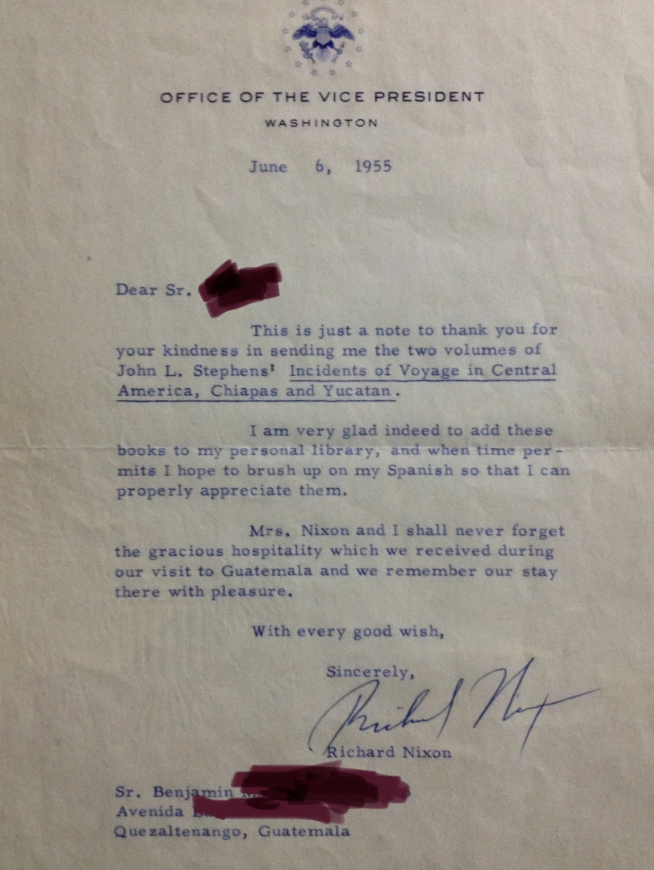 OFFICE OF THE VICE PRESIDENT
WASHINGTON
June 6, 1955
Dear Sr.
This is just a note to thank you for
your kindness in sending me the two volumes of
John L. Stephens' Incidents of Voyage in Central
America, Chiapas and Yucatan.
I am very glad indeed to add these
books to my personal library, and when time per-
mits I hope to brush up on my Spanish so that I can
properly appreciate them.
Mrs. Nixon and I shall never forget
the gracious hospitality which we received during
our visit to Guatemala and we remember our stay
there with pleasure.
With every good wish,
Sincerely,
Richard Nixon
Richard Nixon
Sr. Benjamin
Avenida
Quezaltenango, Guatemala